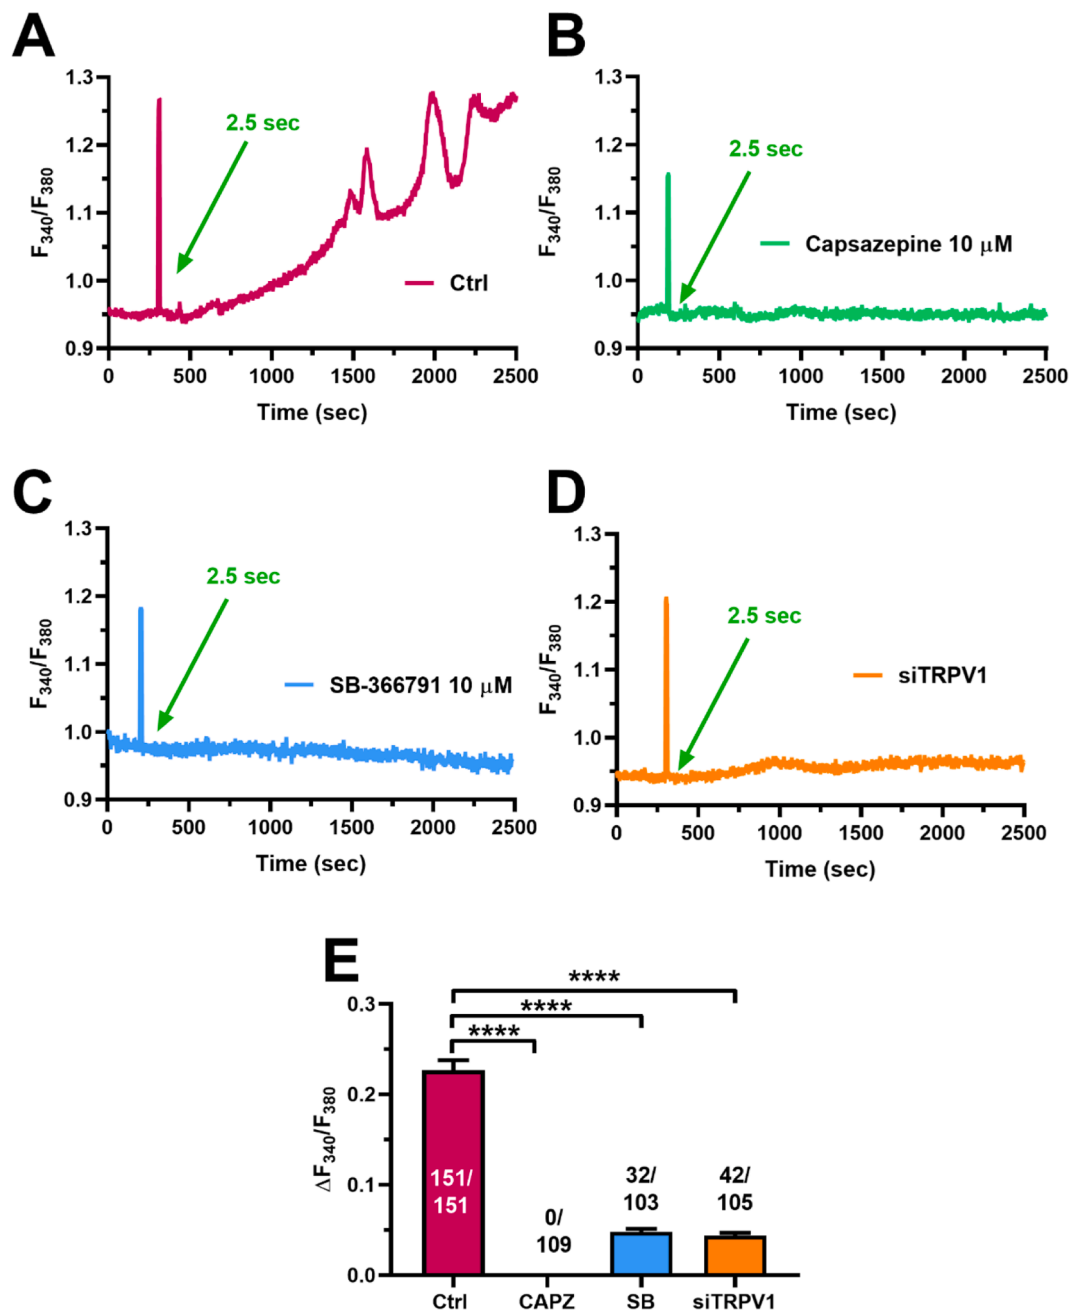 A
1.3
1.2
1.1
1.0
0.9
F340/F380
2.5 sec
Ctrl
0 500 1000 1500 2000 2500
Time (sec)
B
1.3
1.2
1.1
1.0
0.9
F340/F380
2.5 sec
Capsazepine 10 μM
0 500 1000 1500 2000 2500
Time (sec)
C
1.3
1.2
1.1
1.0
0.9
F340/F380
2.5 sec
SB-366791 10 μM
0 500 1000 1500 2000 2500
Time (sec)
D
1.3
1.2
1.1
1.0
0.9
F340/F380
2.5 sec
siTRPV1
0 500 1000 1500 2000 2500
Time (sec)
E
****
****
****
0.3
0.2
0.1
0.0
ΔF340/F380
151/
151
0/
109
32/
103
42/
105
Ctrl CAPZ SB siTRPV1